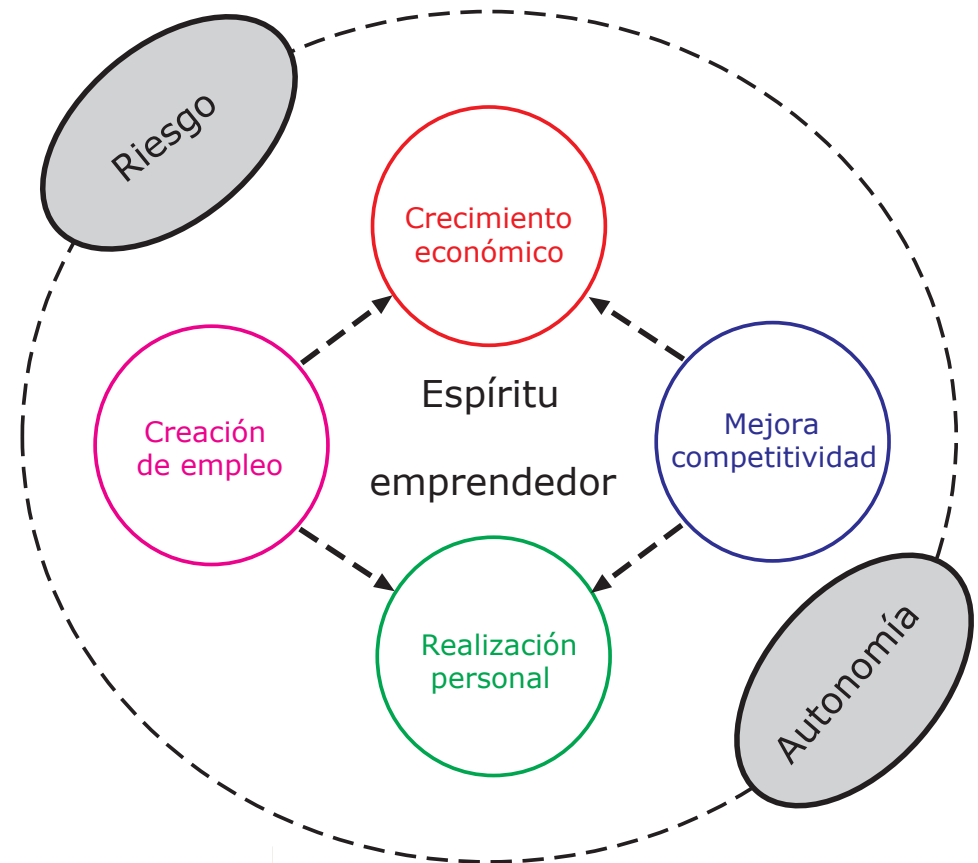 Riesgo
Crecimiento
económico
Espíritu
emprendedor
Creación
de empleo
Mejora
competitividad
Realización
personal
Autonomía